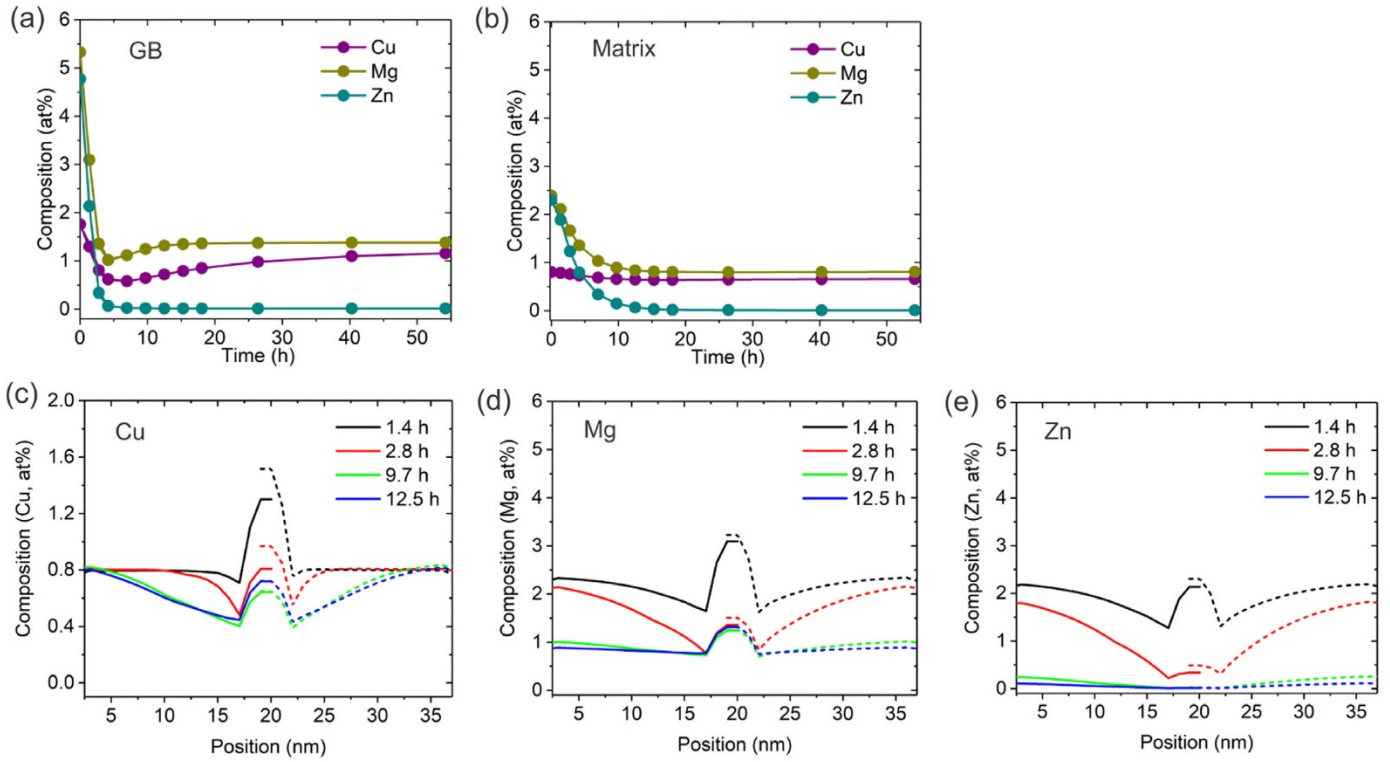 (a)
GB
Cu
Mg
Zn
Composition (at%)
6
5
4
3
2
1
0
0 10 20 30 40 50
Time (h)
(b)
Matrix
Cu
Mg
Zn
Composition (at%)
6
5
4
3
2
1
0
0 10 20 30 40 50
Time (h)
(c)
Cu
1.4 h
2.8 h
9.7 h
12.5 h
Composition (Cu, at%)
2.0
1.6
1.2
0.8
0.4
0.0
5 10 15 20 25 30 35
Position (nm)
(d)
Mg
1.4 h
2.8 h
9.7 h
12.5 h
Composition (Mg, at%)
6
5
4
3
2
1
0
5 10 15 20 25 30 35
Position (nm)
(e)
Zn
1.4 h
2.8 h
9.7 h
12.5 h
Composition (Zn, at%)
6
5
4
3
2
1
0
5 10 15 20 25 30 35
Position (nm)